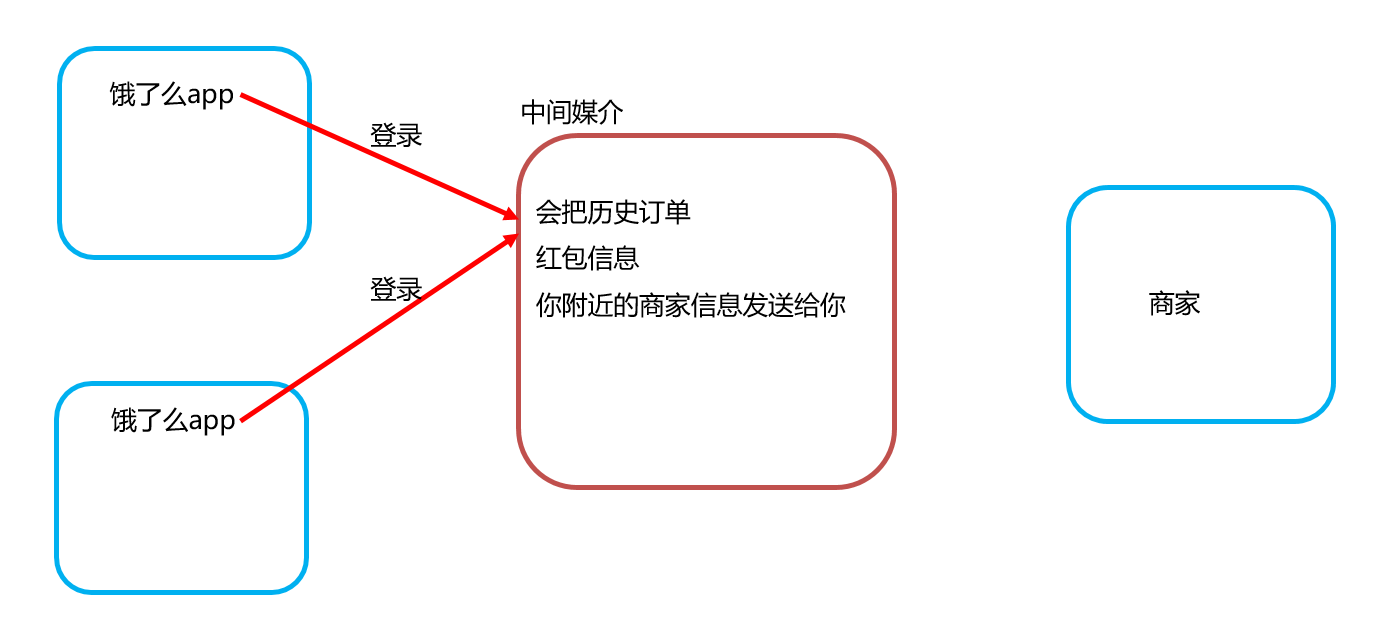 饿了么app
登录
中间媒介
会把历史订单
红包信息
你附近的商家信息发送给你
登录
饿了么app
商家